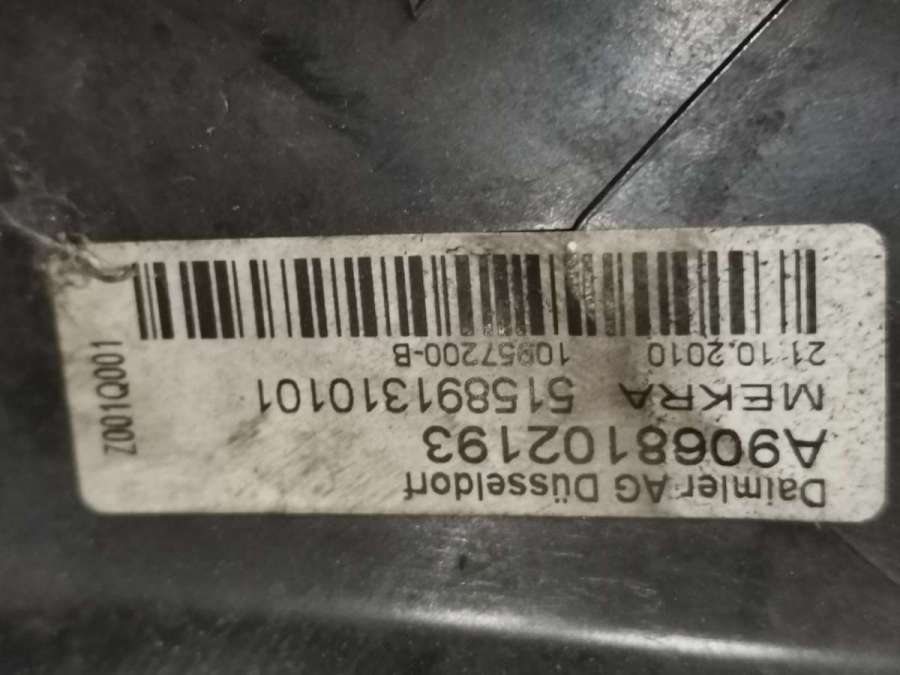 Daimler AG Düsseldorf
A9068102193
MEKRA 515891310101
21.10.2010 10957200-B
Z001Q001